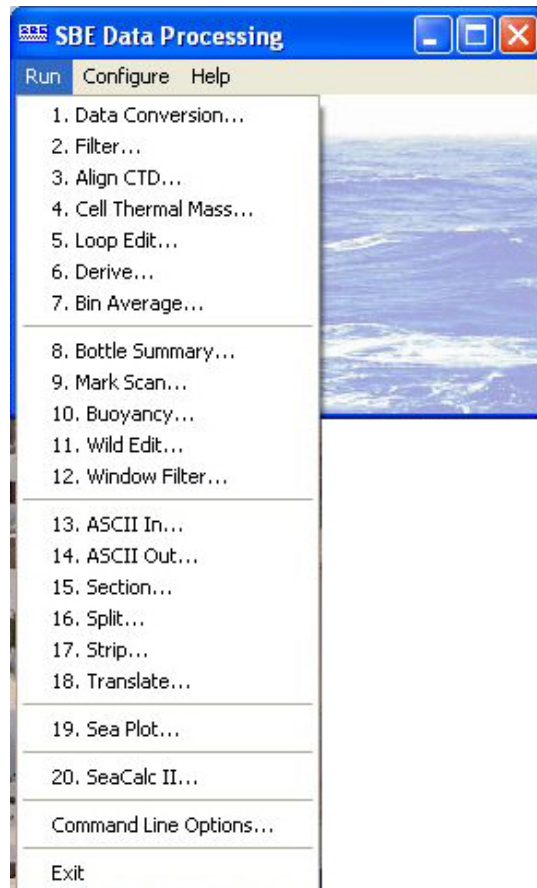 SBE SBE Data Processing
Run Configure Help
1. Data Conversion...
2. Filter...
3. Align CTD...
4. Cell Thermal Mass...
5. Loop Edit...
6. Derive...
7. Bin Average...
8. Bottle Summary...
9. Mark Scan...
10. Buoyancy...
11. Wild Edit...
12. Window Filter...
13. ASCII In...
14. ASCII Out...
15. Section...
16. Split...
17. Strip...
18. Translate...
19. Sea Plot...
20. SeaCalc II...
Command Line Options...
Exit